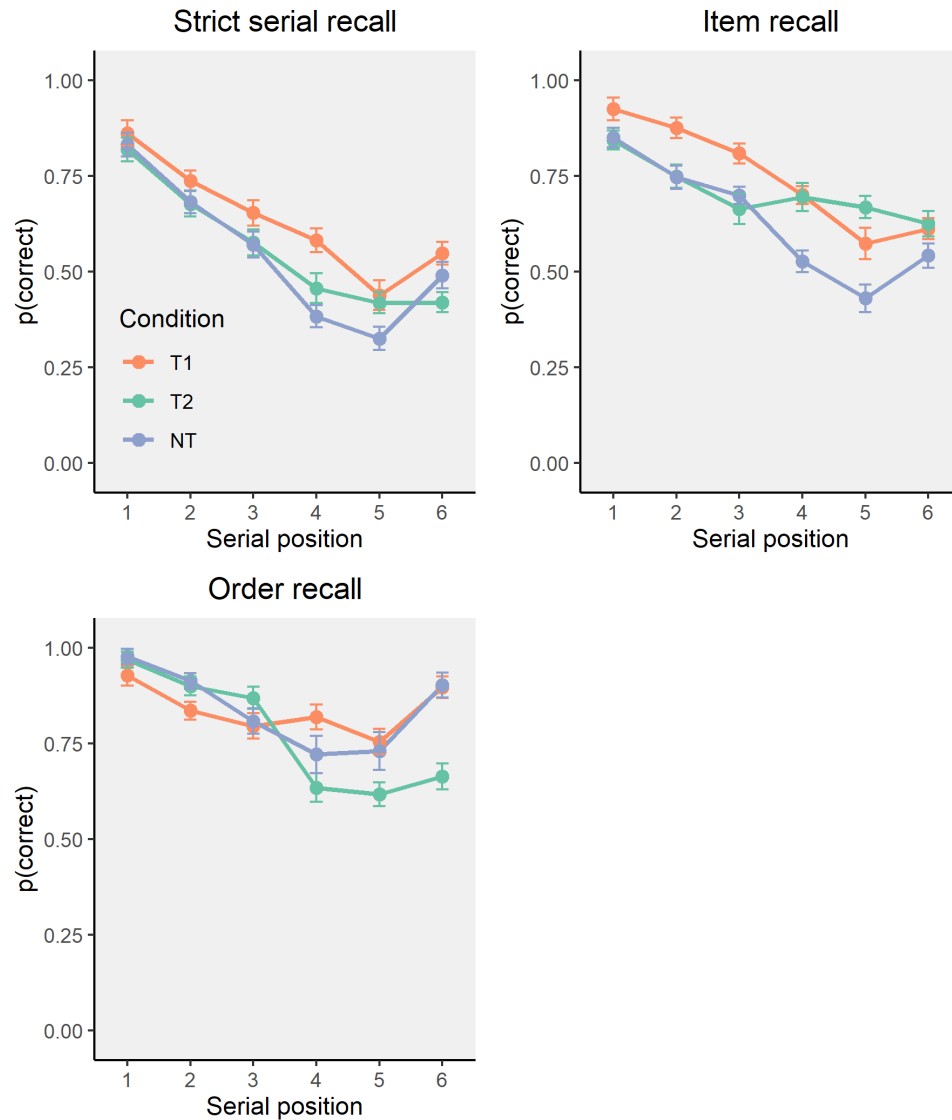 Strict serial recall
p(correct)
1.00
0.75
0.50
0.25
0.00
Condition
T1
T2
NT
1 2 3 4 5 6
Serial position
Item recall
p(correct)
1.00
0.75
0.50
0.25
0.00
1 2 3 4 5 6
Serial position
Order recall
p(correct)
1.00
0.75
0.50
0.25
0.00
1 2 3 4 5 6
Serial position